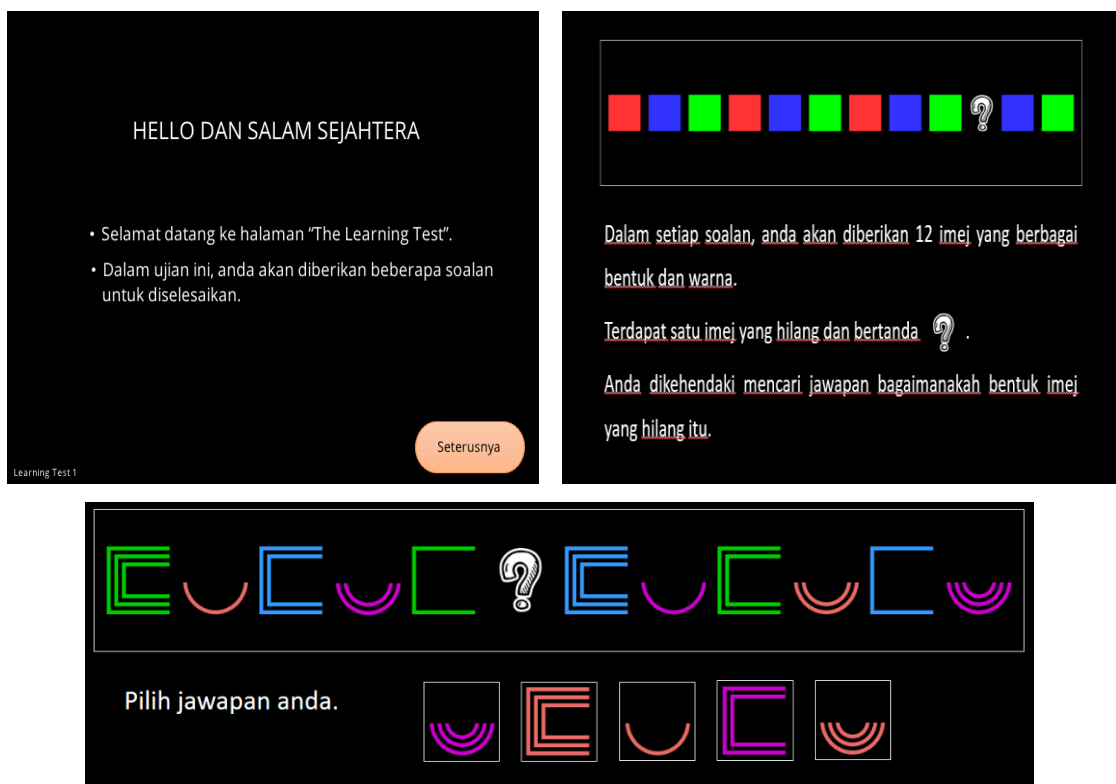 HELLO DAN SALAM SEJAHTERA
• Selamat datang ke halaman “The Learning Test”.
• Dalam ujian ini, anda akan diberikan beberapa soalan
untuk diselesaikan.
Seterusnya
Learning Test 1
?
Dalam setiap soalan, anda akan diberikan 12 imej yang berbagai
bentuk dan warna.
Terdapat satu imej yang hilang dan bertanda ? .
Anda dikehendaki mencari jawapan bagaimanakah bentuk imej
yang hilang itu.
?
Pilih jawapan anda.